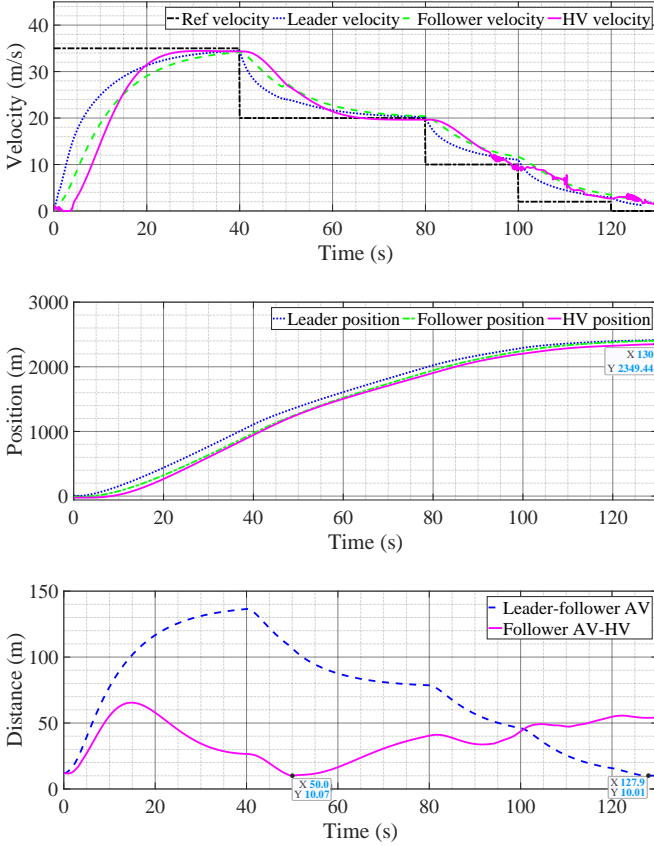 Ref velocity Leader velocity Follower velocity HV velocity
40
30
20
10
0
Velocity (m/s)
0 20 40 60 80 100 120
Time (s)
3000
2000
1000
0
Position (m)
Leader position Follower position HV position
X 130
Y 2349.44
0 20 40 60 80 100 120
Time (s)
150
100
50
0
Distance (m)
Leader-follower AV
Follower AV-HV
X 50.0
Y 10.07
X 127.9
Y 10.01
0 20 40 60 80 100 120
Time (s)